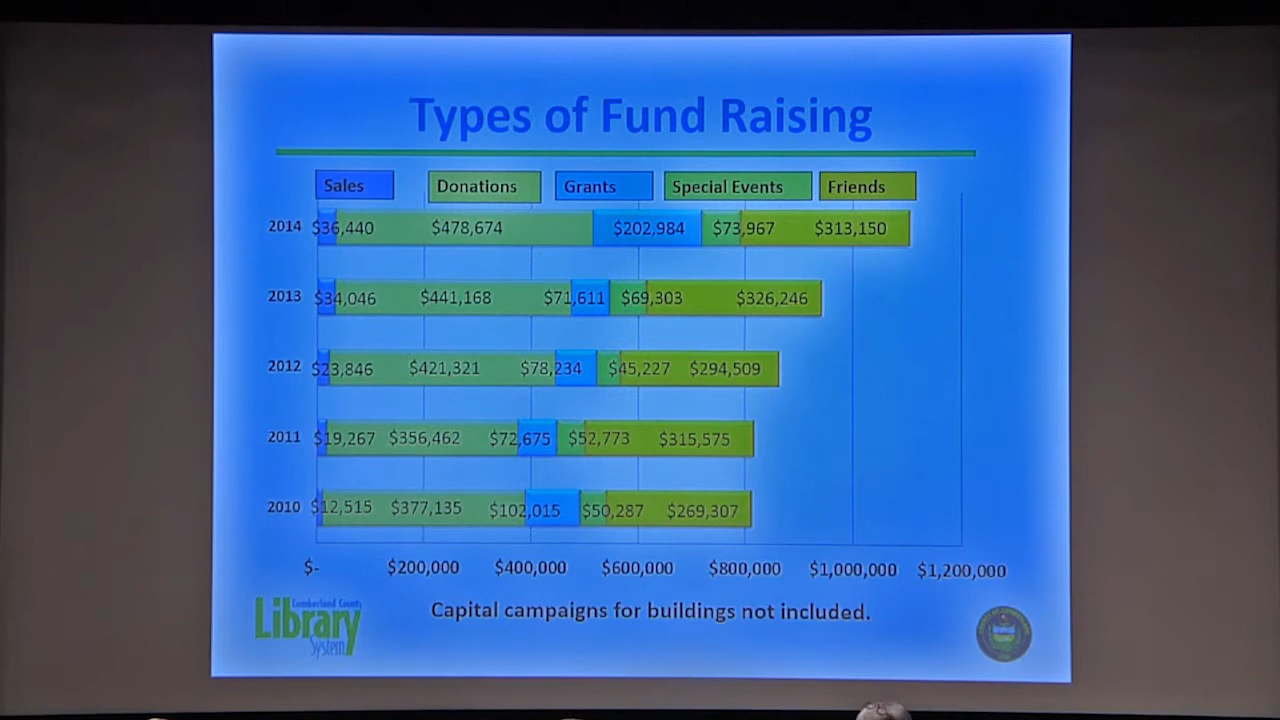 Types of Fund Raising
Sales Donations Grants Special Events Friends
2014 $36,440 $478,674 $202,984 $73,967 $313,150
2013 $34,046 $441,168 $71,611 $69,303 $326,246
2012 $23,846 $421,321 $78,234 $45,227 $294,509
2011 $19,267 $356,462 $72,675 $52,773 $315,575
2010 $12,515 $377,135 $102,015 $50,287 $269,307
$- $200,000 $400,000 $600,000 $800,000 $1,000,000 $1,200,000
Capital campaigns for buildings not included.
Cumberland County
Library
System